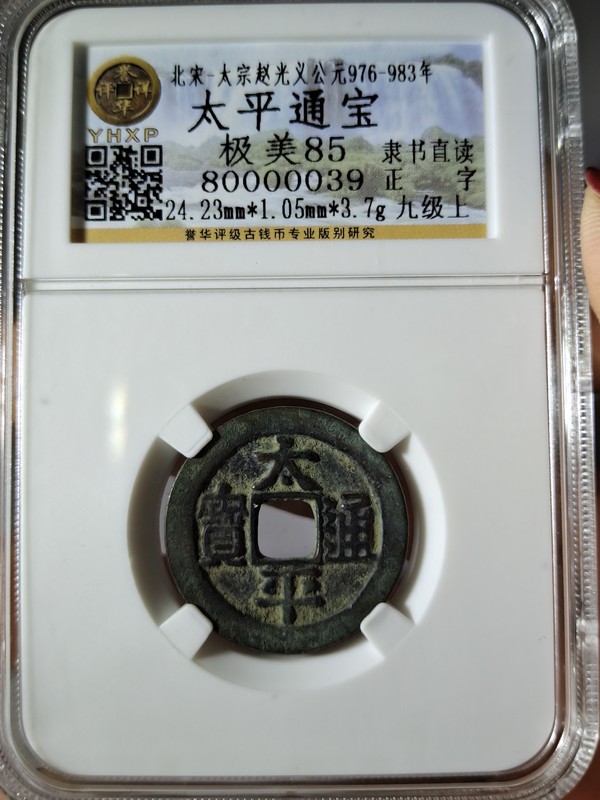 北宋-太宗赵光义公元976-983年
太平通宝
YHXP
极美85 隶书直读
80000039 正 字
24.23mm*1.05mm*3.7g 九级上
誉华评级古钱币专业版别研究
太平通寳